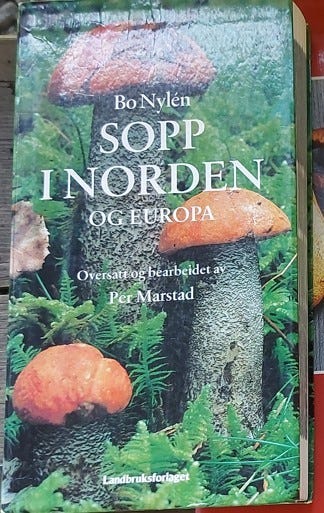 Bo Nylén
SOPP
I NORDEN
OG EUROPA
Oversatt og bearbeidet av
Per Marstad
Landbruksforlaget